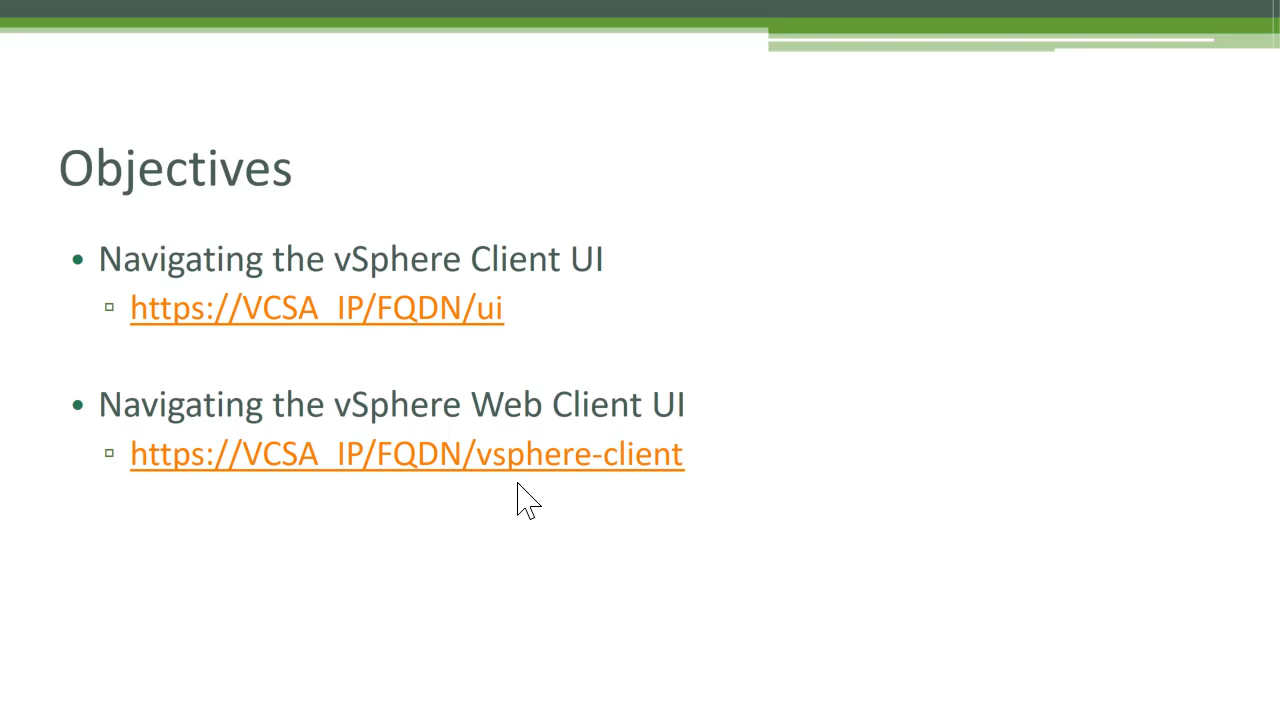 Objectives
• Navigating the vSphere Client UI
▫ https://VCSA_IP/FQDN/ui
• Navigating the vSphere Web Client UI
▫ https://VCSA_IP/FQDN/vsphere-client